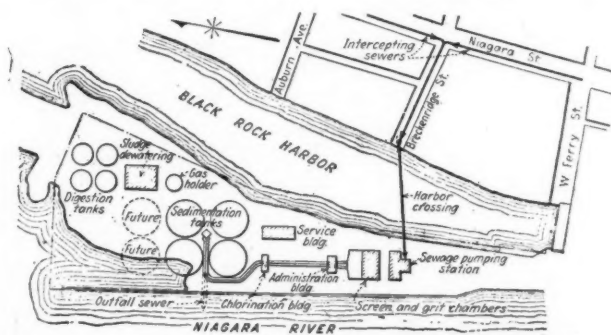 Auburn Ave.
Intercepting
sewers
Niagara
St.
Breckenridge St.
W. Ferry St.
BLACK ROCK HARBOR
Harbor
crossing
Sludge
dewatering
Gas
holder
Digestion
tanks
Future
Future
Sedimentation
tanks
Service
bldg.
Administration
bldg.
Sewage pumping
station
Outfall sewer
Chlorination bldg.
Screen and grit chambers
NIAGARA RIVER